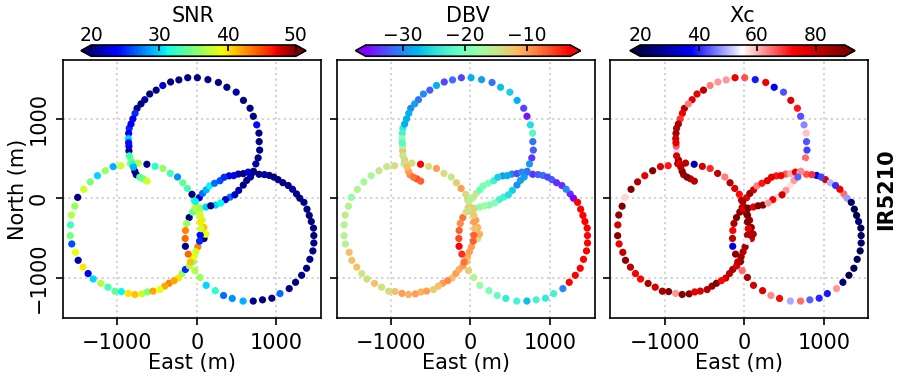 SNR DBV Xc
20 30 40 50 −30 −20 −10 20 40 60 80
North (m)
1000
0
−1000
IR5210
−1000 0 1000 −1000 0 1000 −1000 0 1000
East (m) East (m) East (m)